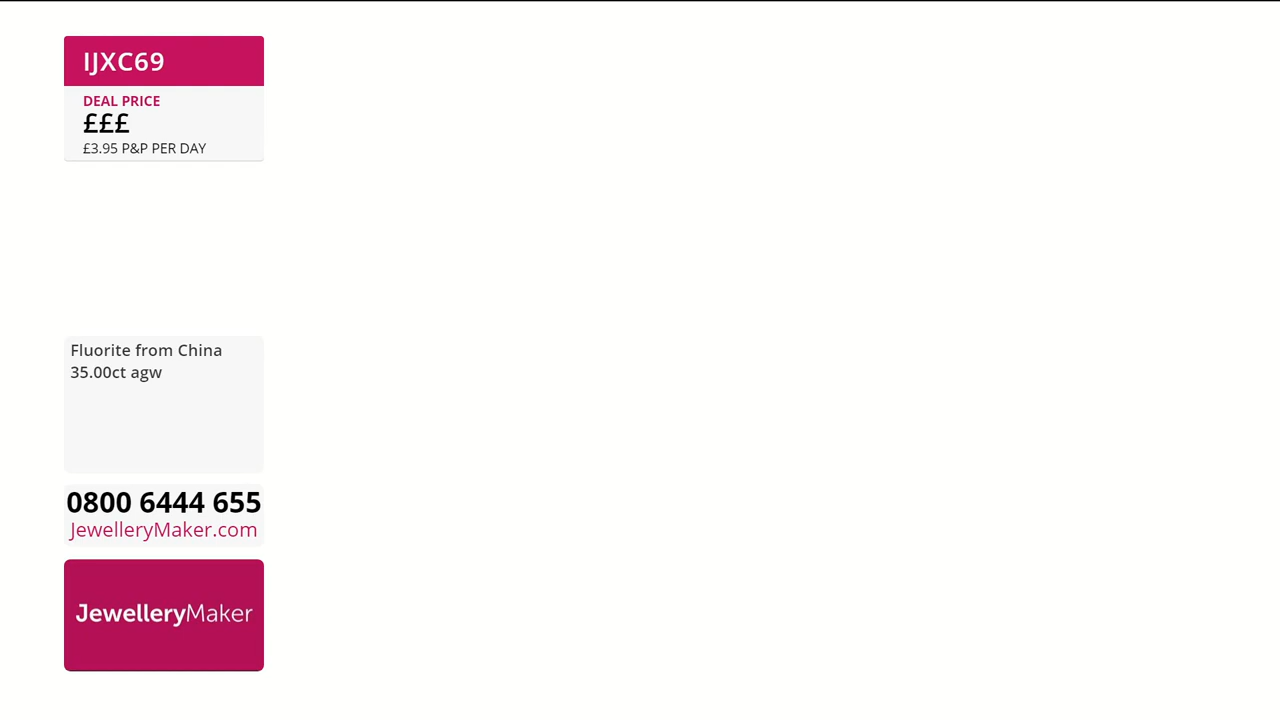 IJXC69
DEAL PRICE
£££
£3.95 P&P PER DAY
Fluorite from China
35.00ct agw
0800 6444 655
JewelleryMaker.com
JewelleryMaker